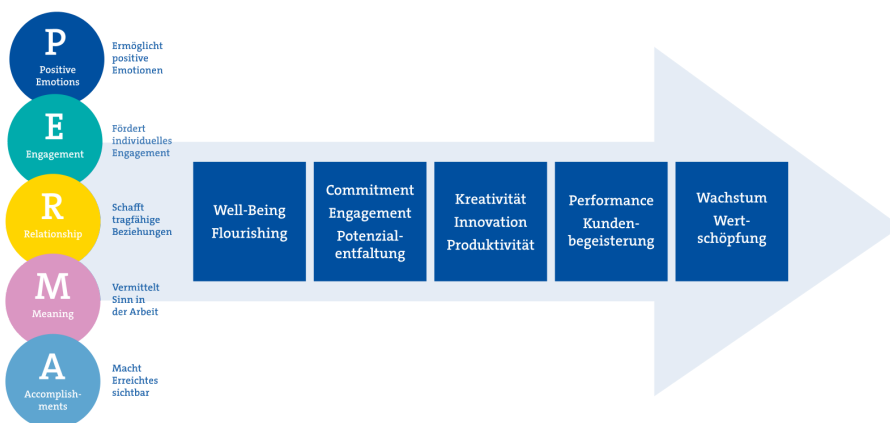 P
Positive
Emotions
Ermöglicht
positive
Emotionen
E
Engagement
Fördert
individuelles
Engagement
R
Relationship
Schafft
tragfähige
Beziehungen
M
Meaning
Vermittelt
Sinn in
der Arbeit
A
Accomplish-
ments
Macht
Erreichtes
sichtbar
Well-Being
Flourishing
Commitment
Engagement
Potenzial-
entfaltung
Kreativität
Innovation
Produktivität
Performance
Kunden-
begeisterung
Wachstum
Wert-
schöpfung